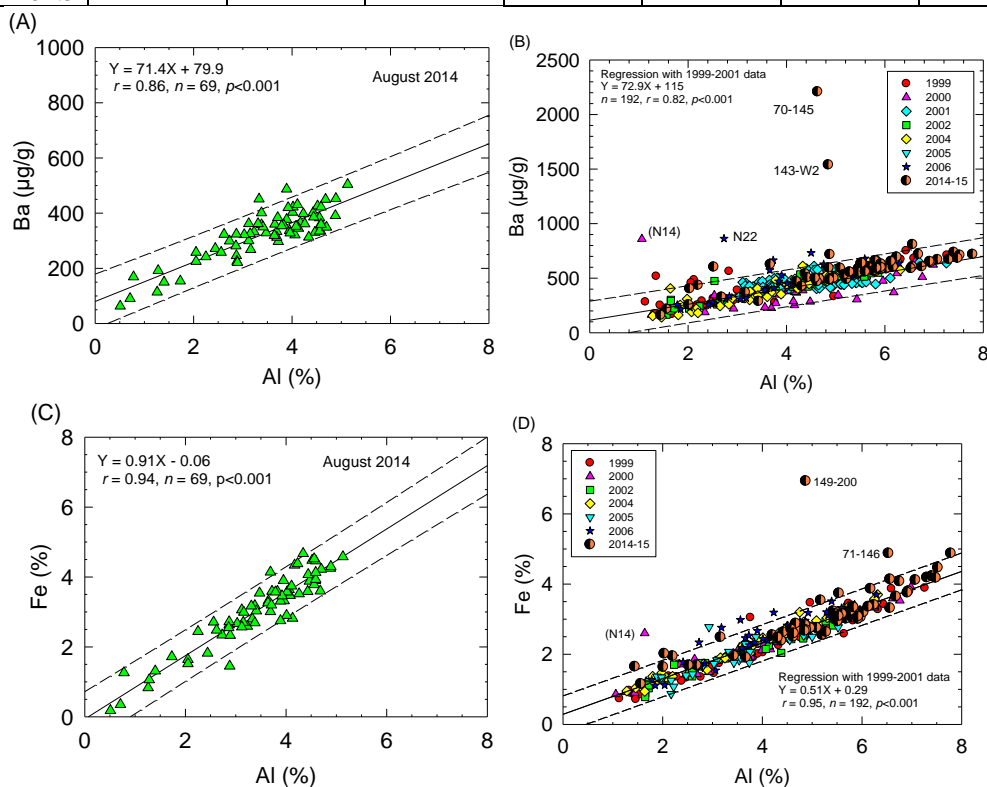 (A)
1000
800
600
400
200
0
Ba (µg/g)
Y = 71.4X + 79.9
r = 0.86, n = 69, p<0.001
August 2014
0 2 4 6 8
Al (%)
(B)
2500
2000
1500
1000
500
0
Ba (µg/g)
Regression with 1999-2001 data
Y = 72.9X + 115
n = 192, r = 0.82, p<0.001
70-145
143-W2
(N14)
N22
1999
2000
2001
2002
2004
2005
2006
2014-15
0 2 4 6 8
Al (%)
(C)
8
6
4
2
0
Fe (%)
Y = 0.91X - 0.06
r = 0.94, n = 69, p<0.001
August 2014
0 2 4 6 8
Al (%)
(D)
8
6
4
2
0
Fe (%)
1999
2000
2002
2004
2005
2006
2014-15
149-200
71-146
(N14)
Regression with 1999-2001 data
Y = 0.51X + 0.29
r = 0.95, n = 192, p<0.001
0 2 4 6 8
Al (%)